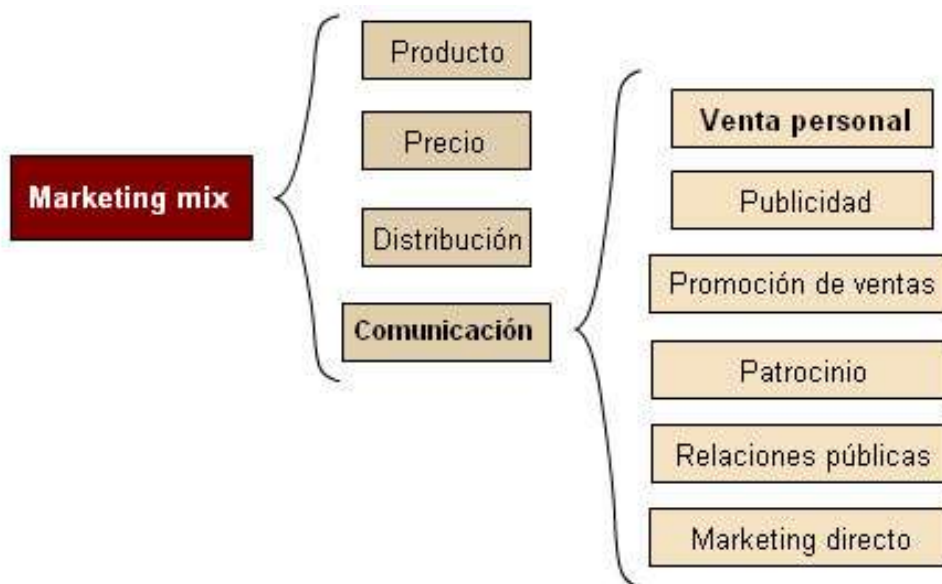 Marketing mix
Producto
Precio
Distribución
Comunicación
Venta personal
Publicidad
Promoción de ventas
Patrocinio
Relaciones públicas
Marketing directo